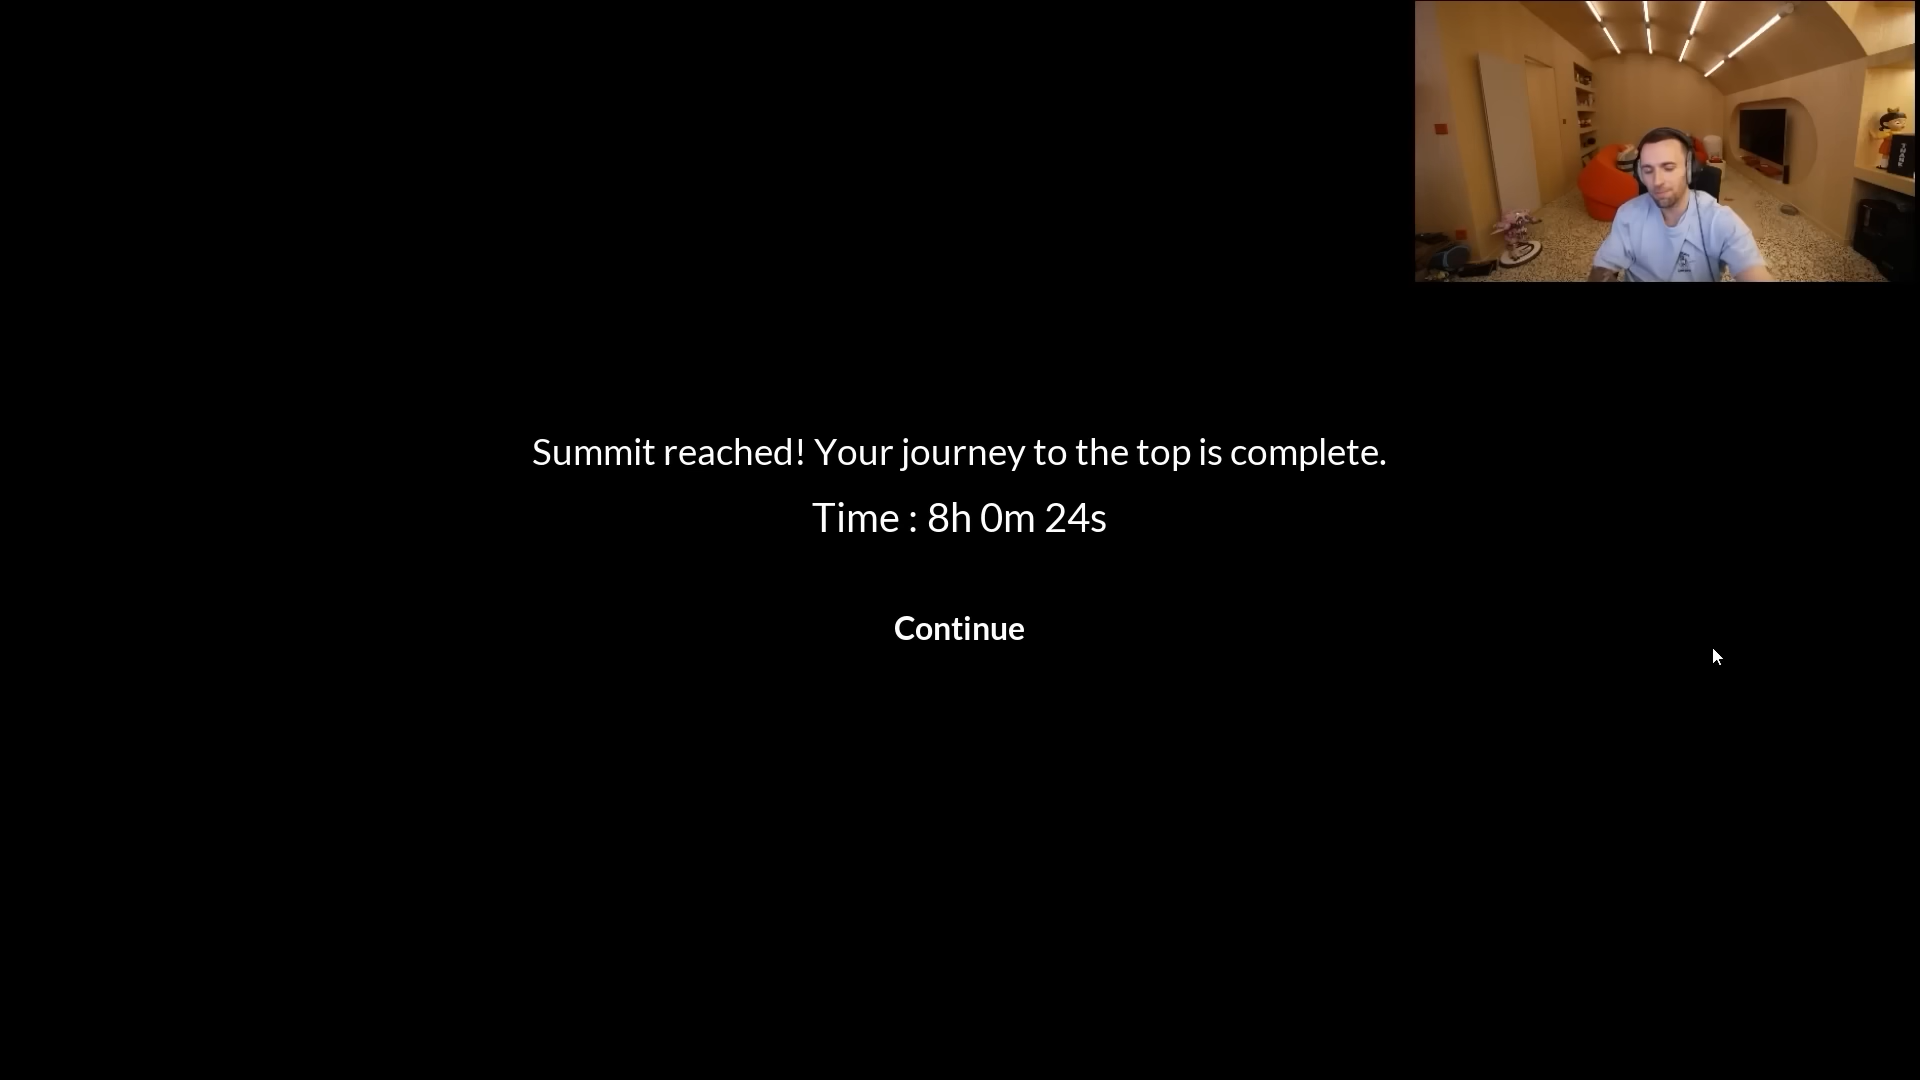 Summit reached! Your journey to the top is complete.
Time : 8h 0m 24s
Continue